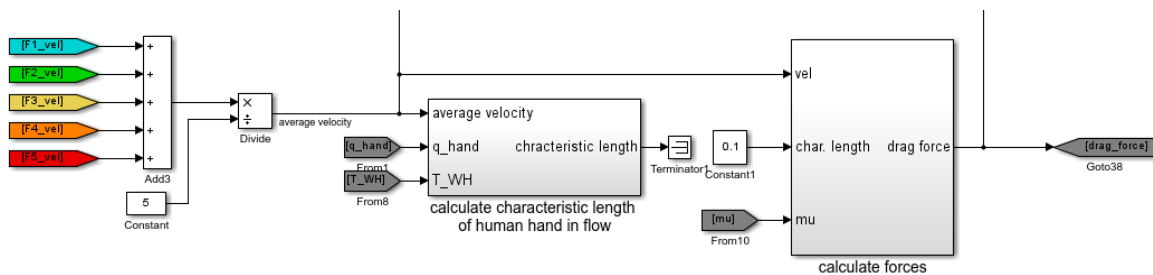 [F1_vel]
[F2_vel]
[F3_vel]
[F4_vel]
[F5_vel]
+
+
+
+
+
Add3
5
Constant
×
÷
Divide
average velocity
[q_hand]
From1
[T_WH]
From8
average velocity
q_hand
chracteristic length
T_WH
calculate characteristic length
of human hand in flow
Terminator1
0.1
Constant1
[mu]
From10
vel
char. length
drag force
mu
calculate forces
[drag_force]
Goto38